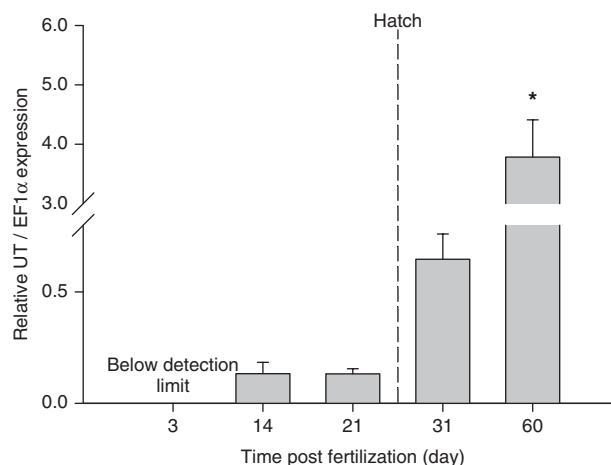 6.0
Hatch
5.0
*
4.0
3.0
Relative UT / EF1α expression
0.5
Below detection
limit
0.0
3 14 21 31 60
Time post fertilization (day)